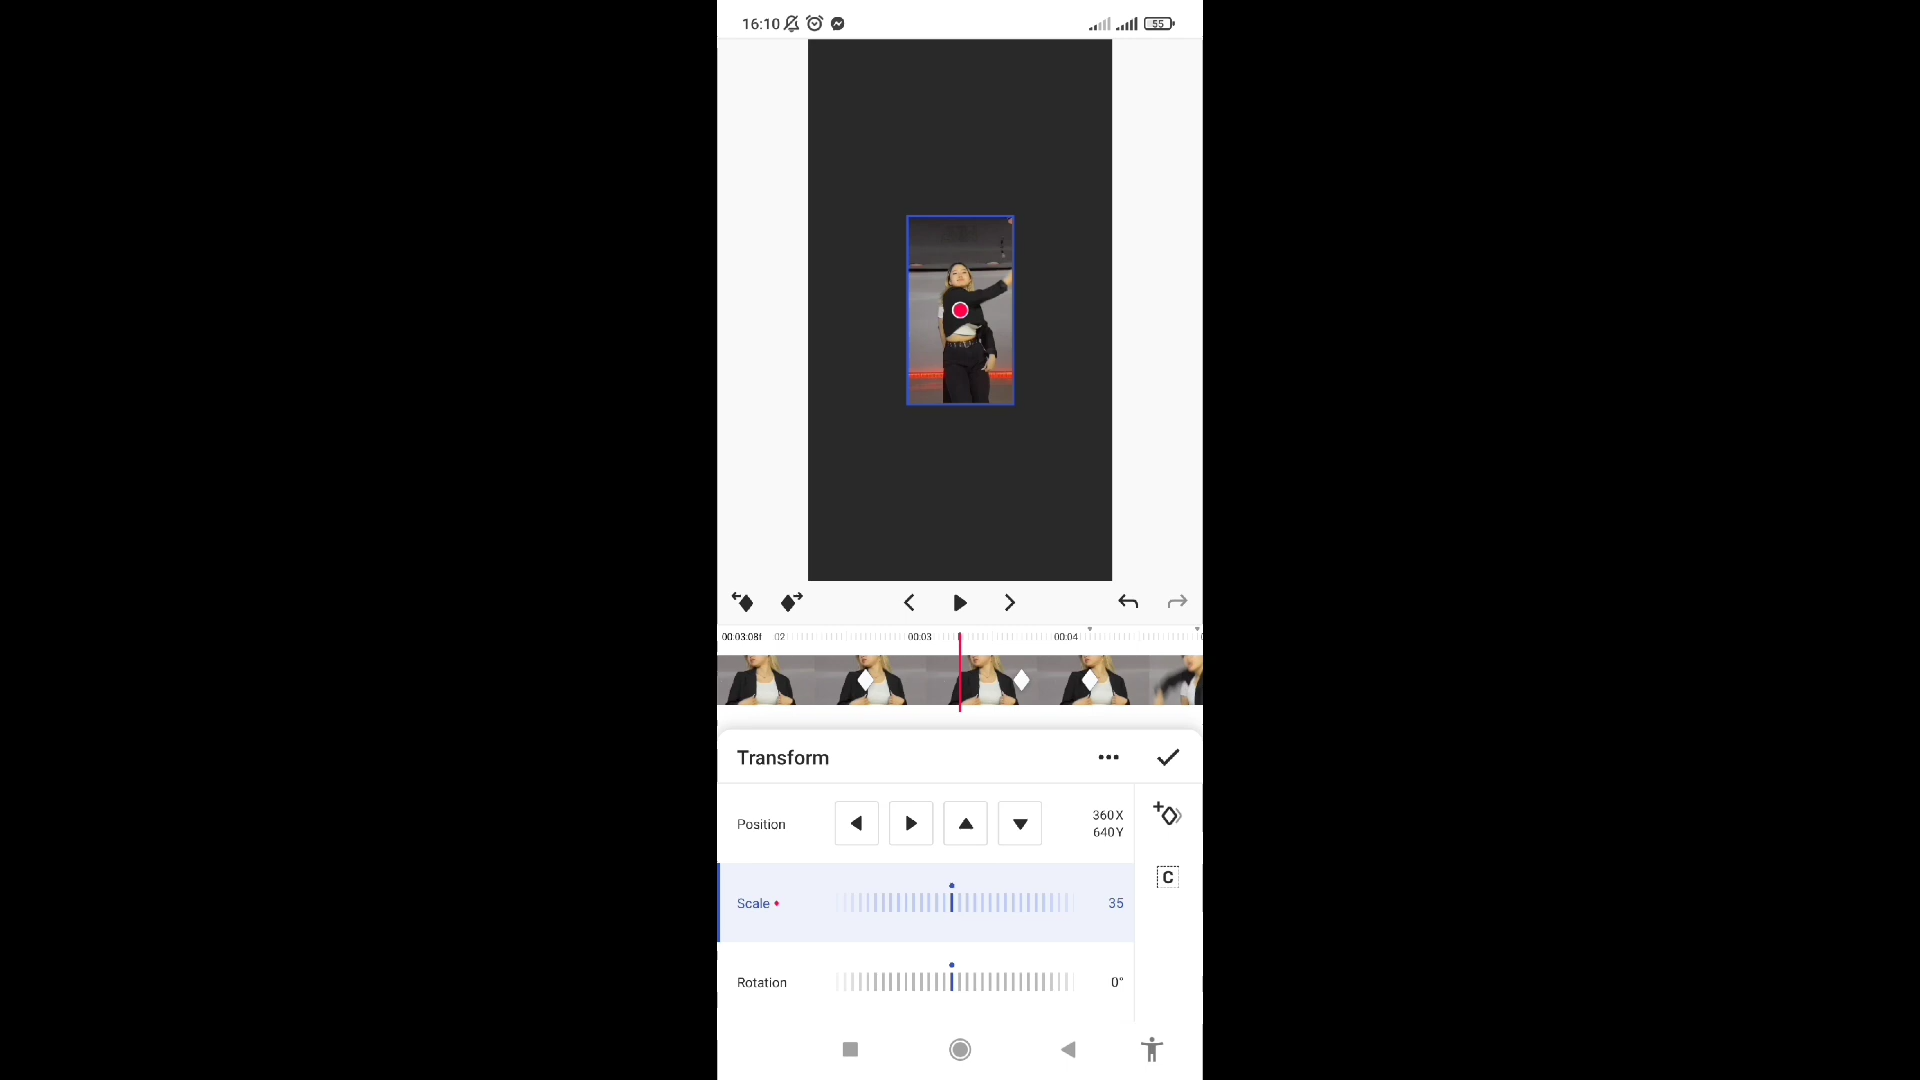 16:10
55
00:03:08f 02 00:03 00:04
Transform
Position
360X
640Y
Scale
35
C
Rotation
0°